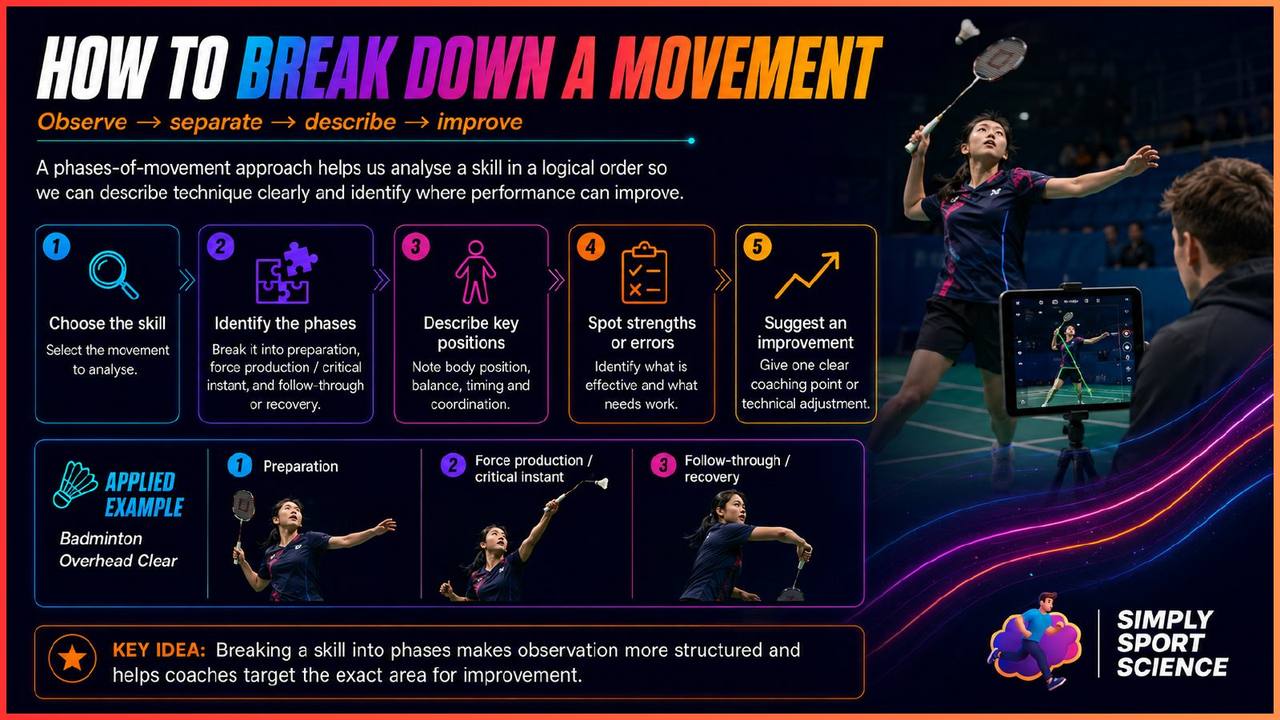 HOW TO BREAK DOWN A MOVEMENT
Observe → separate → describe → improve
A phases-of-movement approach helps us analyse a skill in a logical order so
we can describe technique clearly and identify where performance can improve.
1
Choose the skill
Select the movement
to analyse.
2
Identify the phases
Break it into preparation,
force production / critical
instant, and follow-through
or recovery.
3
Describe key
positions
Note body position,
balance, timing and
coordination.
4
Spot strengths
or errors
Identify what is
effective and what
needs work.
5
Suggest an
improvement
Give one clear
coaching point or
technical adjustment.
APPLIED
EXAMPLE
Badminton
Overhead Clear
1 Preparation
2 Force production /
critical instant
3 Follow-through /
recovery
KEY IDEA: Breaking a skill into phases makes observation more structured and
helps coaches target the exact area for improvement.
SIMPLY
SPORT
SCIENCE